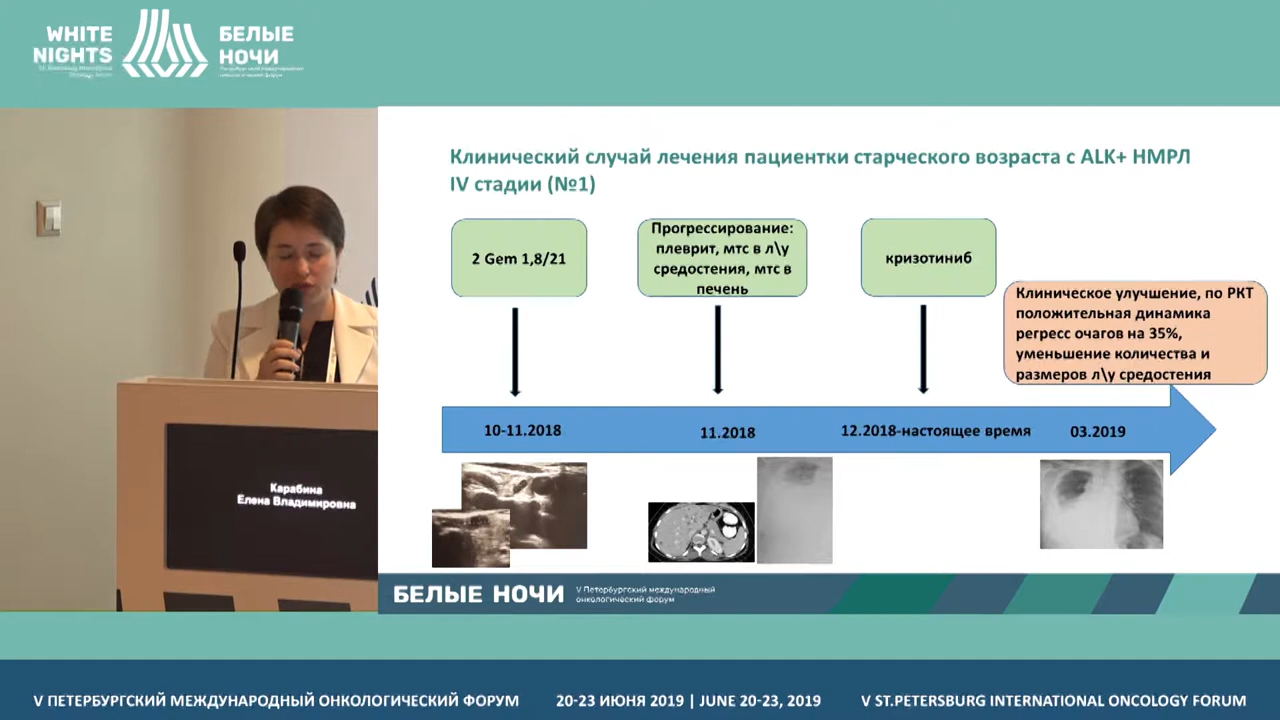 WHITE
NIGHTS
БЕЛЫЕ
НОЧИ
Клинический случай лечения пациентки старческого возраста с ALK+ НМРЛ
IV стадии (№1)
2 Gem 1,8/21
Прогрессирование:
плеврит, мтс в л\у
средостения, мтс в
печень
кризотиниб
Клиническое улучшение, по РКТ
положительная динамика
регресс очагов на 35%,
уменьшение количества и
размеров л\у средостения
10-11.2018
11.2018
12.2018-настоящее время
03.2019
Карабина
Елена Владимировна
БЕЛЫЕ НОЧИ
V Петербургский международный
онкологический форум
V ПЕТЕРБУРГСКИЙ МЕЖДУНАРОДНЫЙ ОНКОЛОГИЧЕСКИЙ ФОРУМ
20-23 ИЮНЯ 2019 | JUNE 20-23, 2019
V ST.PETERSBURG INTERNATIONAL ONCOLOGY FORUM